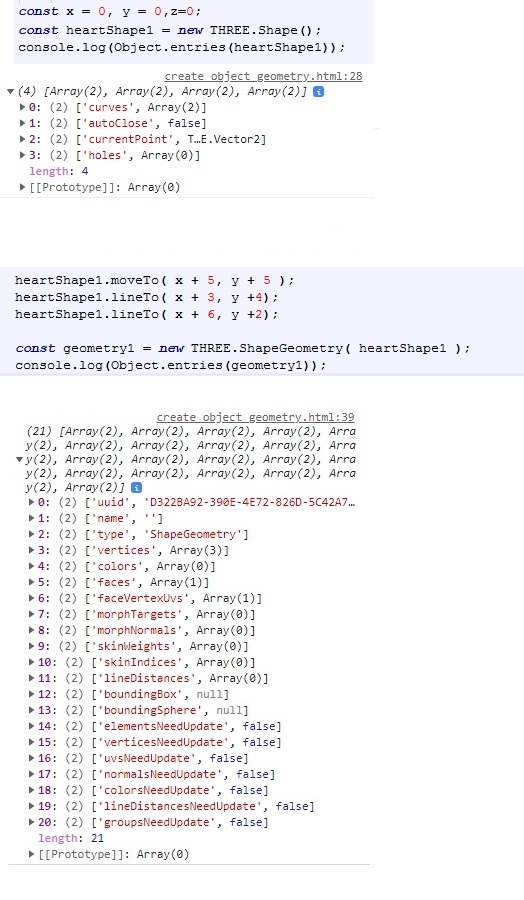 const x = 0, y = 0,z=0;
const heartShape1 = new THREE.Shape();
console.log(Object.entries(heartShape1));
create object geometry.html:28
(4) [Array(2), Array(2), Array(2), Array(2)] i
0: (2) ['curves', Array(2)]
1: (2) ['autoClose', false]
2: (2) ['currentPoint', T…E.Vector2]
3: (2) ['holes', Array(0)]
length: 4
[[Prototype]]: Array(0)
heartShape1.moveTo( x + 5, y + 5 );
heartShape1.lineTo( x + 3, y +4);
heartShape1.lineTo( x + 6, y +2);
const geometry1 = new THREE.ShapeGeometry( heartShape1 );
console.log(Object.entries(geometry1));
create object geometry.html:39
(21) [Array(2), Array(2), Array(2), Array(2), Arra
y(2), Array(2), Array(2), Array(2), Array(2), Arra
y(2), Array(2), Array(2), Array(2), Array(2), Arra
y(2), Array(2), Array(2), Array(2), Array(2), Arra
y(2), Array(2)] i
0: (2) ['uuid', 'D322BA92-390E-4E72-826D-5C42A7…
1: (2) ['name', '']
2: (2) ['type', 'ShapeGeometry']
3: (2) ['vertices', Array(3)]
4: (2) ['colors', Array(0)]
5: (2) ['faces', Array(1)]
6: (2) ['faceVertexUvs', Array(1)]
7: (2) ['morphTargets', Array(0)]
8: (2) ['morphNormals', Array(0)]
9: (2) ['skinWeights', Array(0)]
10: (2) ['skinIndices', Array(0)]
11: (2) ['lineDistances', Array(0)]
12: (2) ['boundingBox', null]
13: (2) ['boundingSphere', null]
14: (2) ['elementsNeedUpdate', false]
15: (2) ['verticesNeedUpdate', false]
16: (2) ['uvsNeedUpdate', false]
17: (2) ['normalsNeedUpdate', false]
18: (2) ['colorsNeedUpdate', false]
19: (2) ['lineDistancesNeedUpdate', false]
20: (2) ['groupsNeedUpdate', false]
length: 21
[[Prototype]]: Array(0)